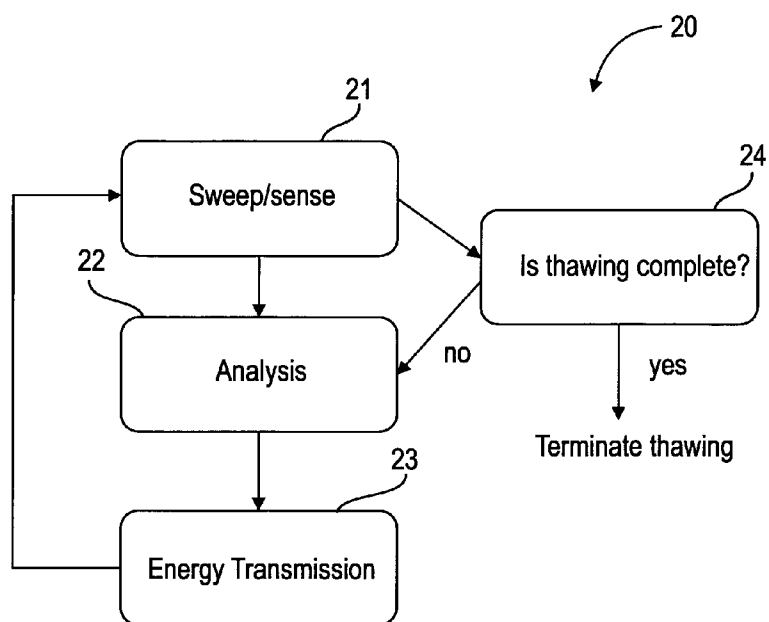 20
21
Sweep/sense
24
Is thawing complete?
22
Analysis
no
yes
Terminate thawing
23
Energy Transmission